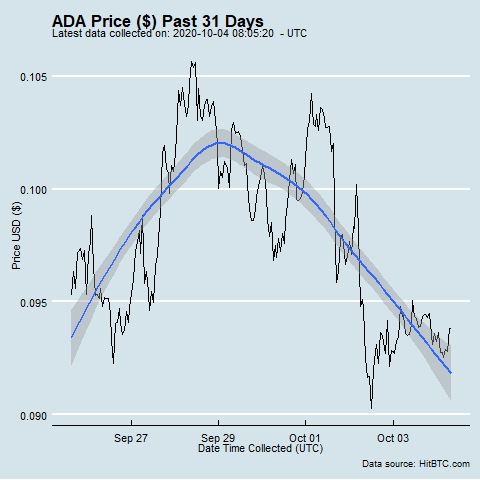 ADA Price ($) Past 31 Days
Latest data collected on: 2020-10-04 08:05:20  - UTC
0.105
0.100
0.095
0.090
Price USD ($)
Sep 27 Sep 29 Oct 01 Oct 03
Date Time Collected (UTC)
Data source: HitBTC.com